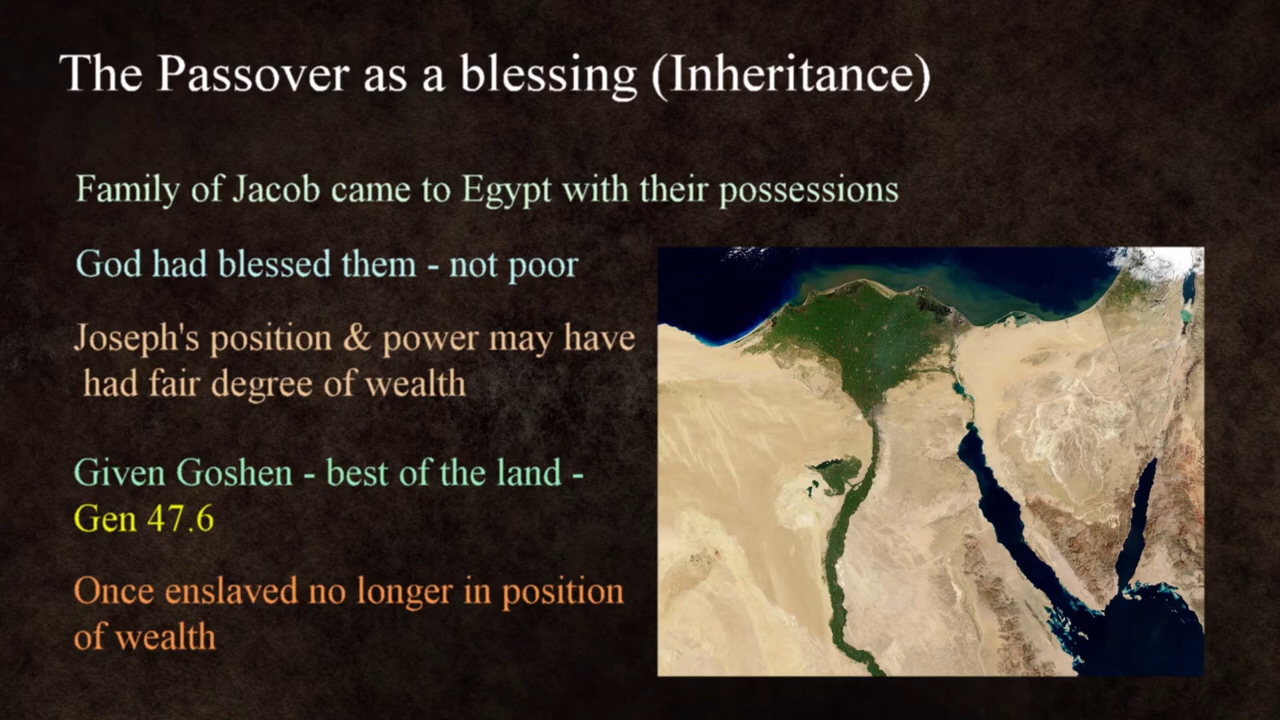 The Passover as a blessing (Inheritance)
Family of Jacob came to Egypt with their possessions
God had blessed them - not poor
Joseph's position & power may have
had fair degree of wealth
Given Goshen - best of the land -
Gen 47.6
Once enslaved no longer in position
of wealth